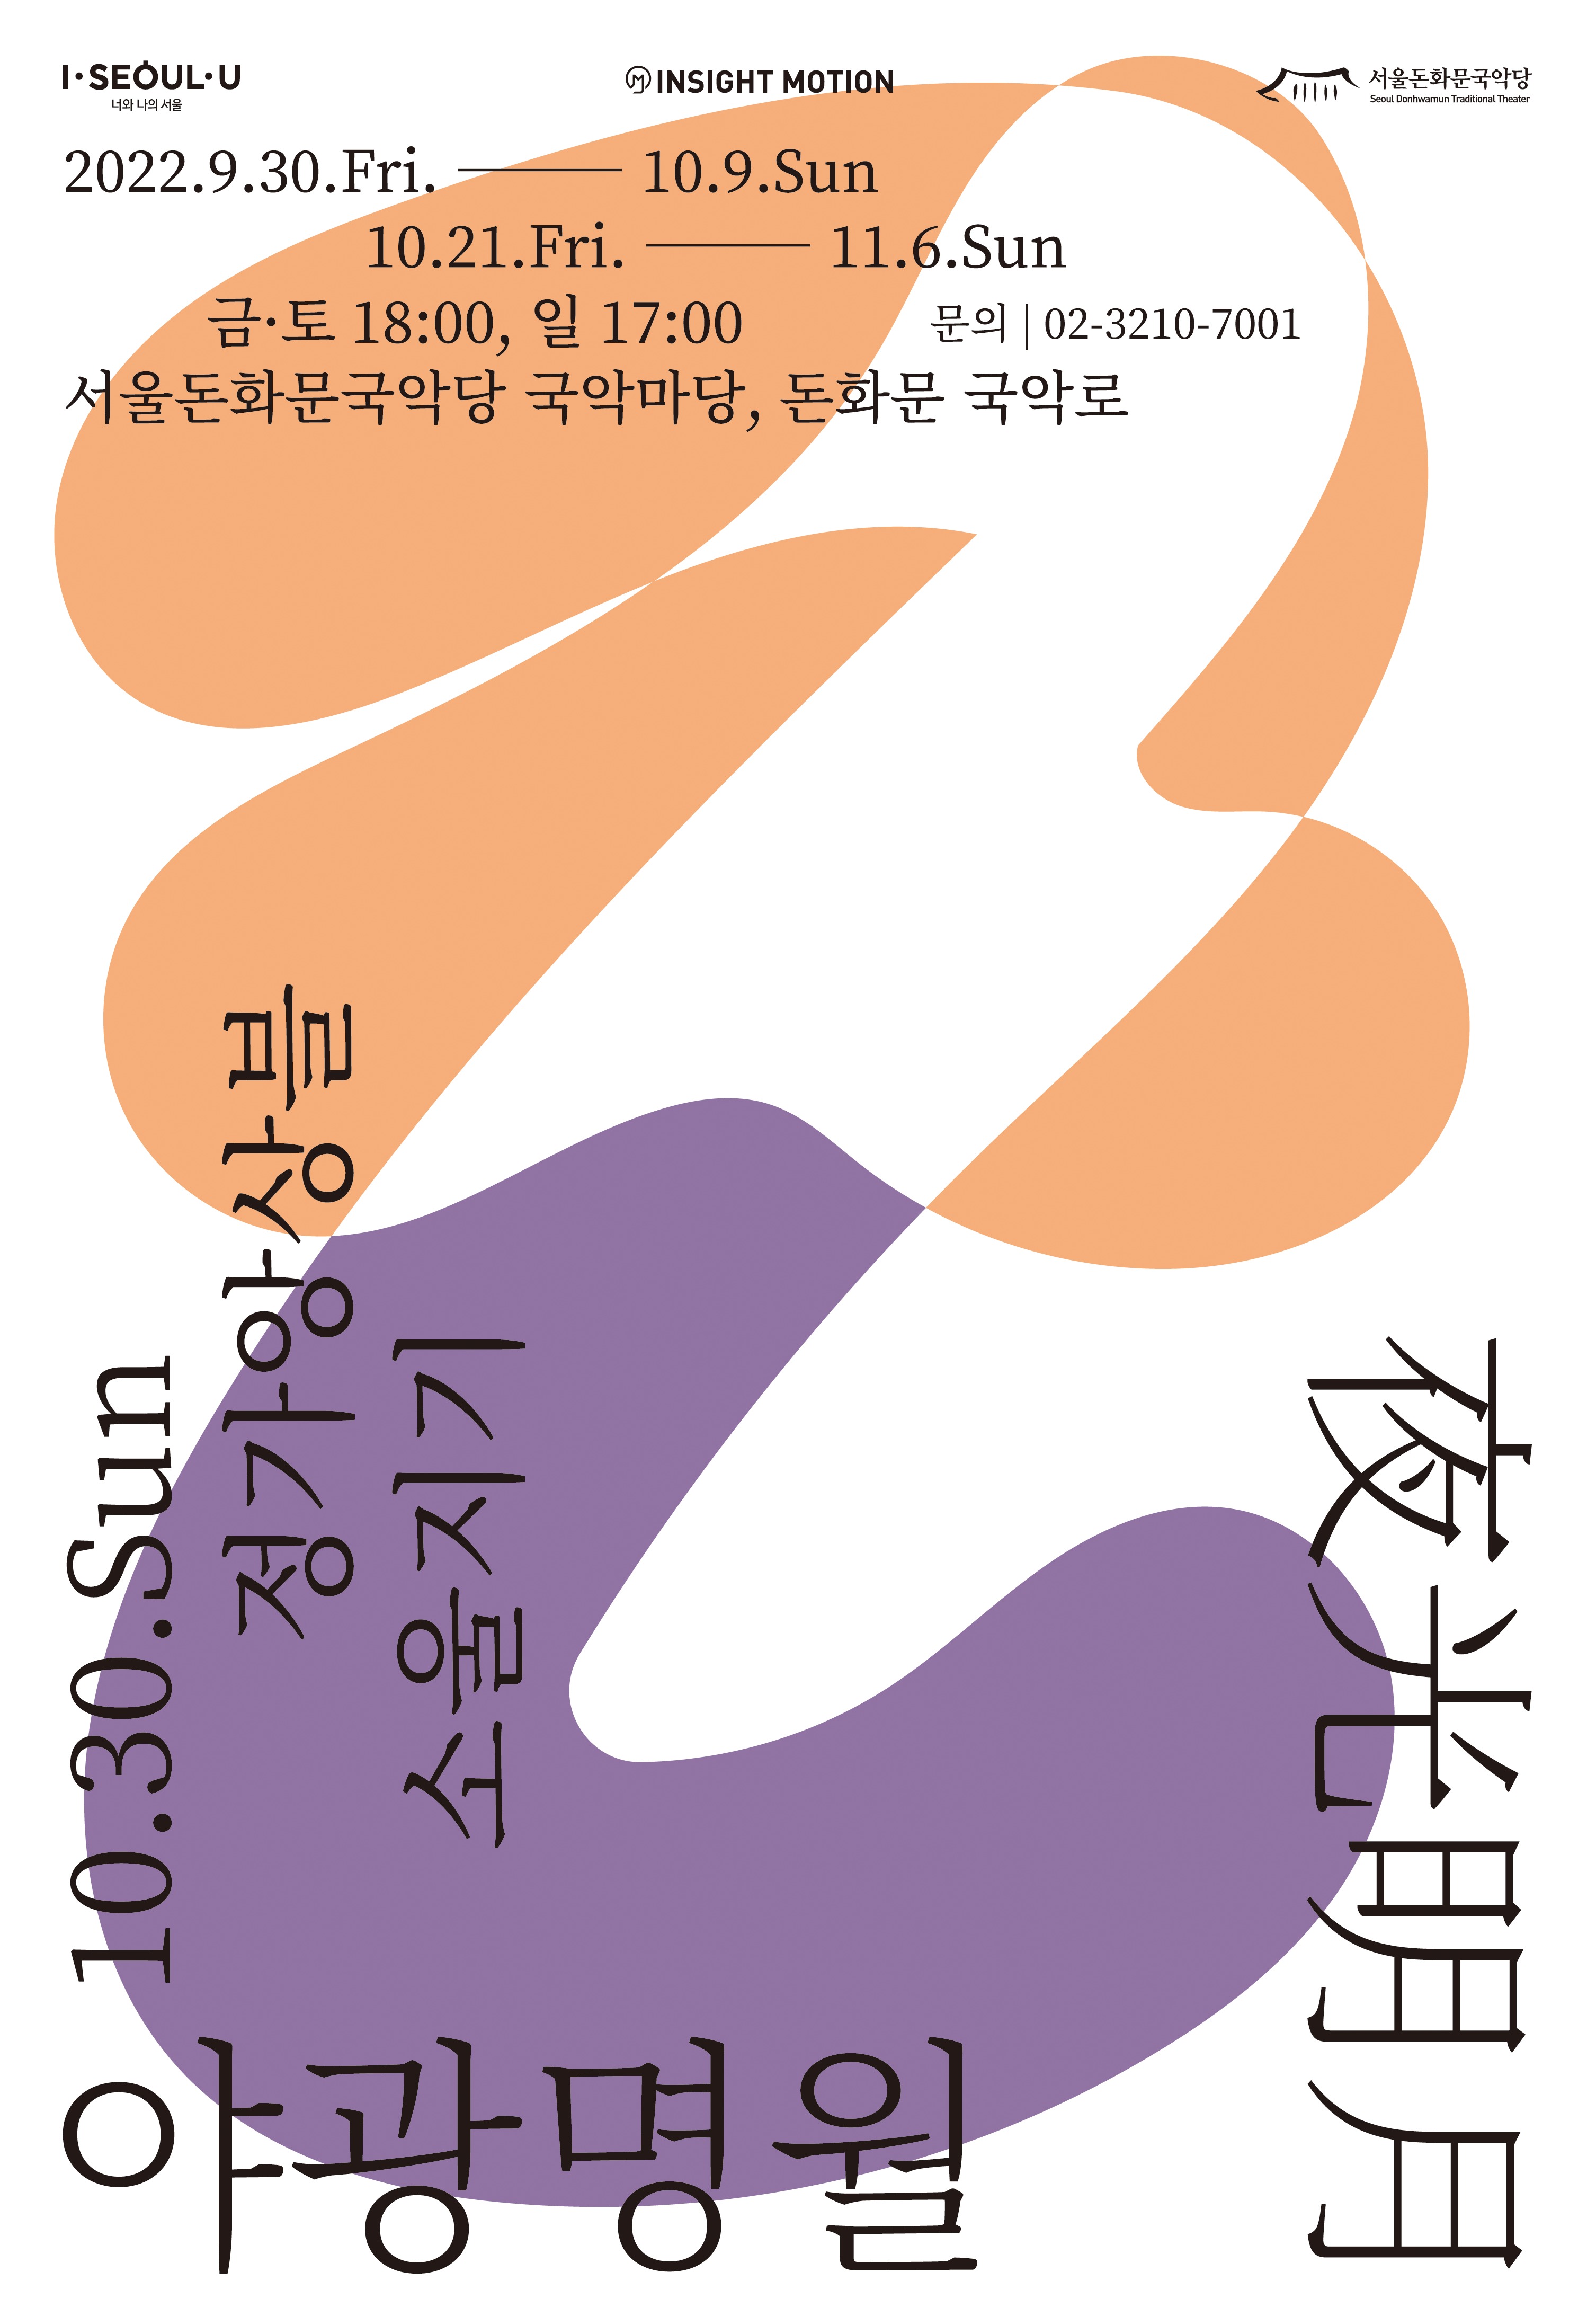 I·SEOUL·U
너와 나의 서울
INSIGHT MOTION
서울돈화문국악당
Seoul Donhwamun Traditional Theater
2022.9.30.Fri. — 10.9.Sun
10.21.Fri. — 11.6.Sun
금·토 18:00, 일 17:00
문의 | 02-3210-7001
서울돈화문국악당 국악마당, 돈화문 국악로
10.30.Sun
정가앙상블
소울지기
야광명월
夜光明月